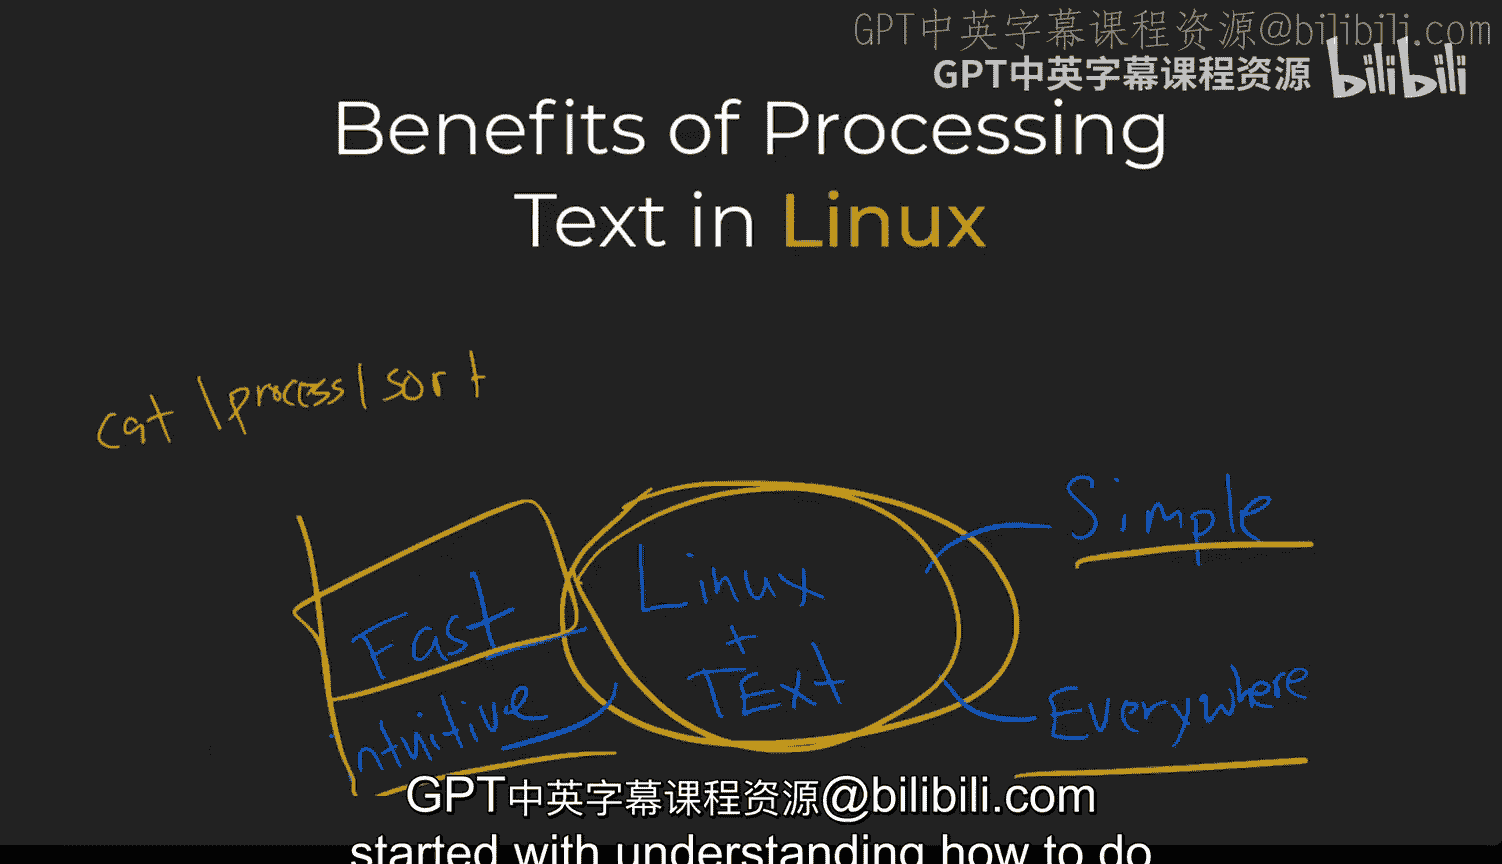 GPT中英字幕课程资源@bilibili.com
GPT中英字幕课程资源 bilibili
Benefits of Processing
Text in Linux
cat | process | sort
Simple
Linux
Fast
+
TExt
Everywhere
ntuitive
GPT中英字幕课程资源@bilibili.com
started with understanding how to do